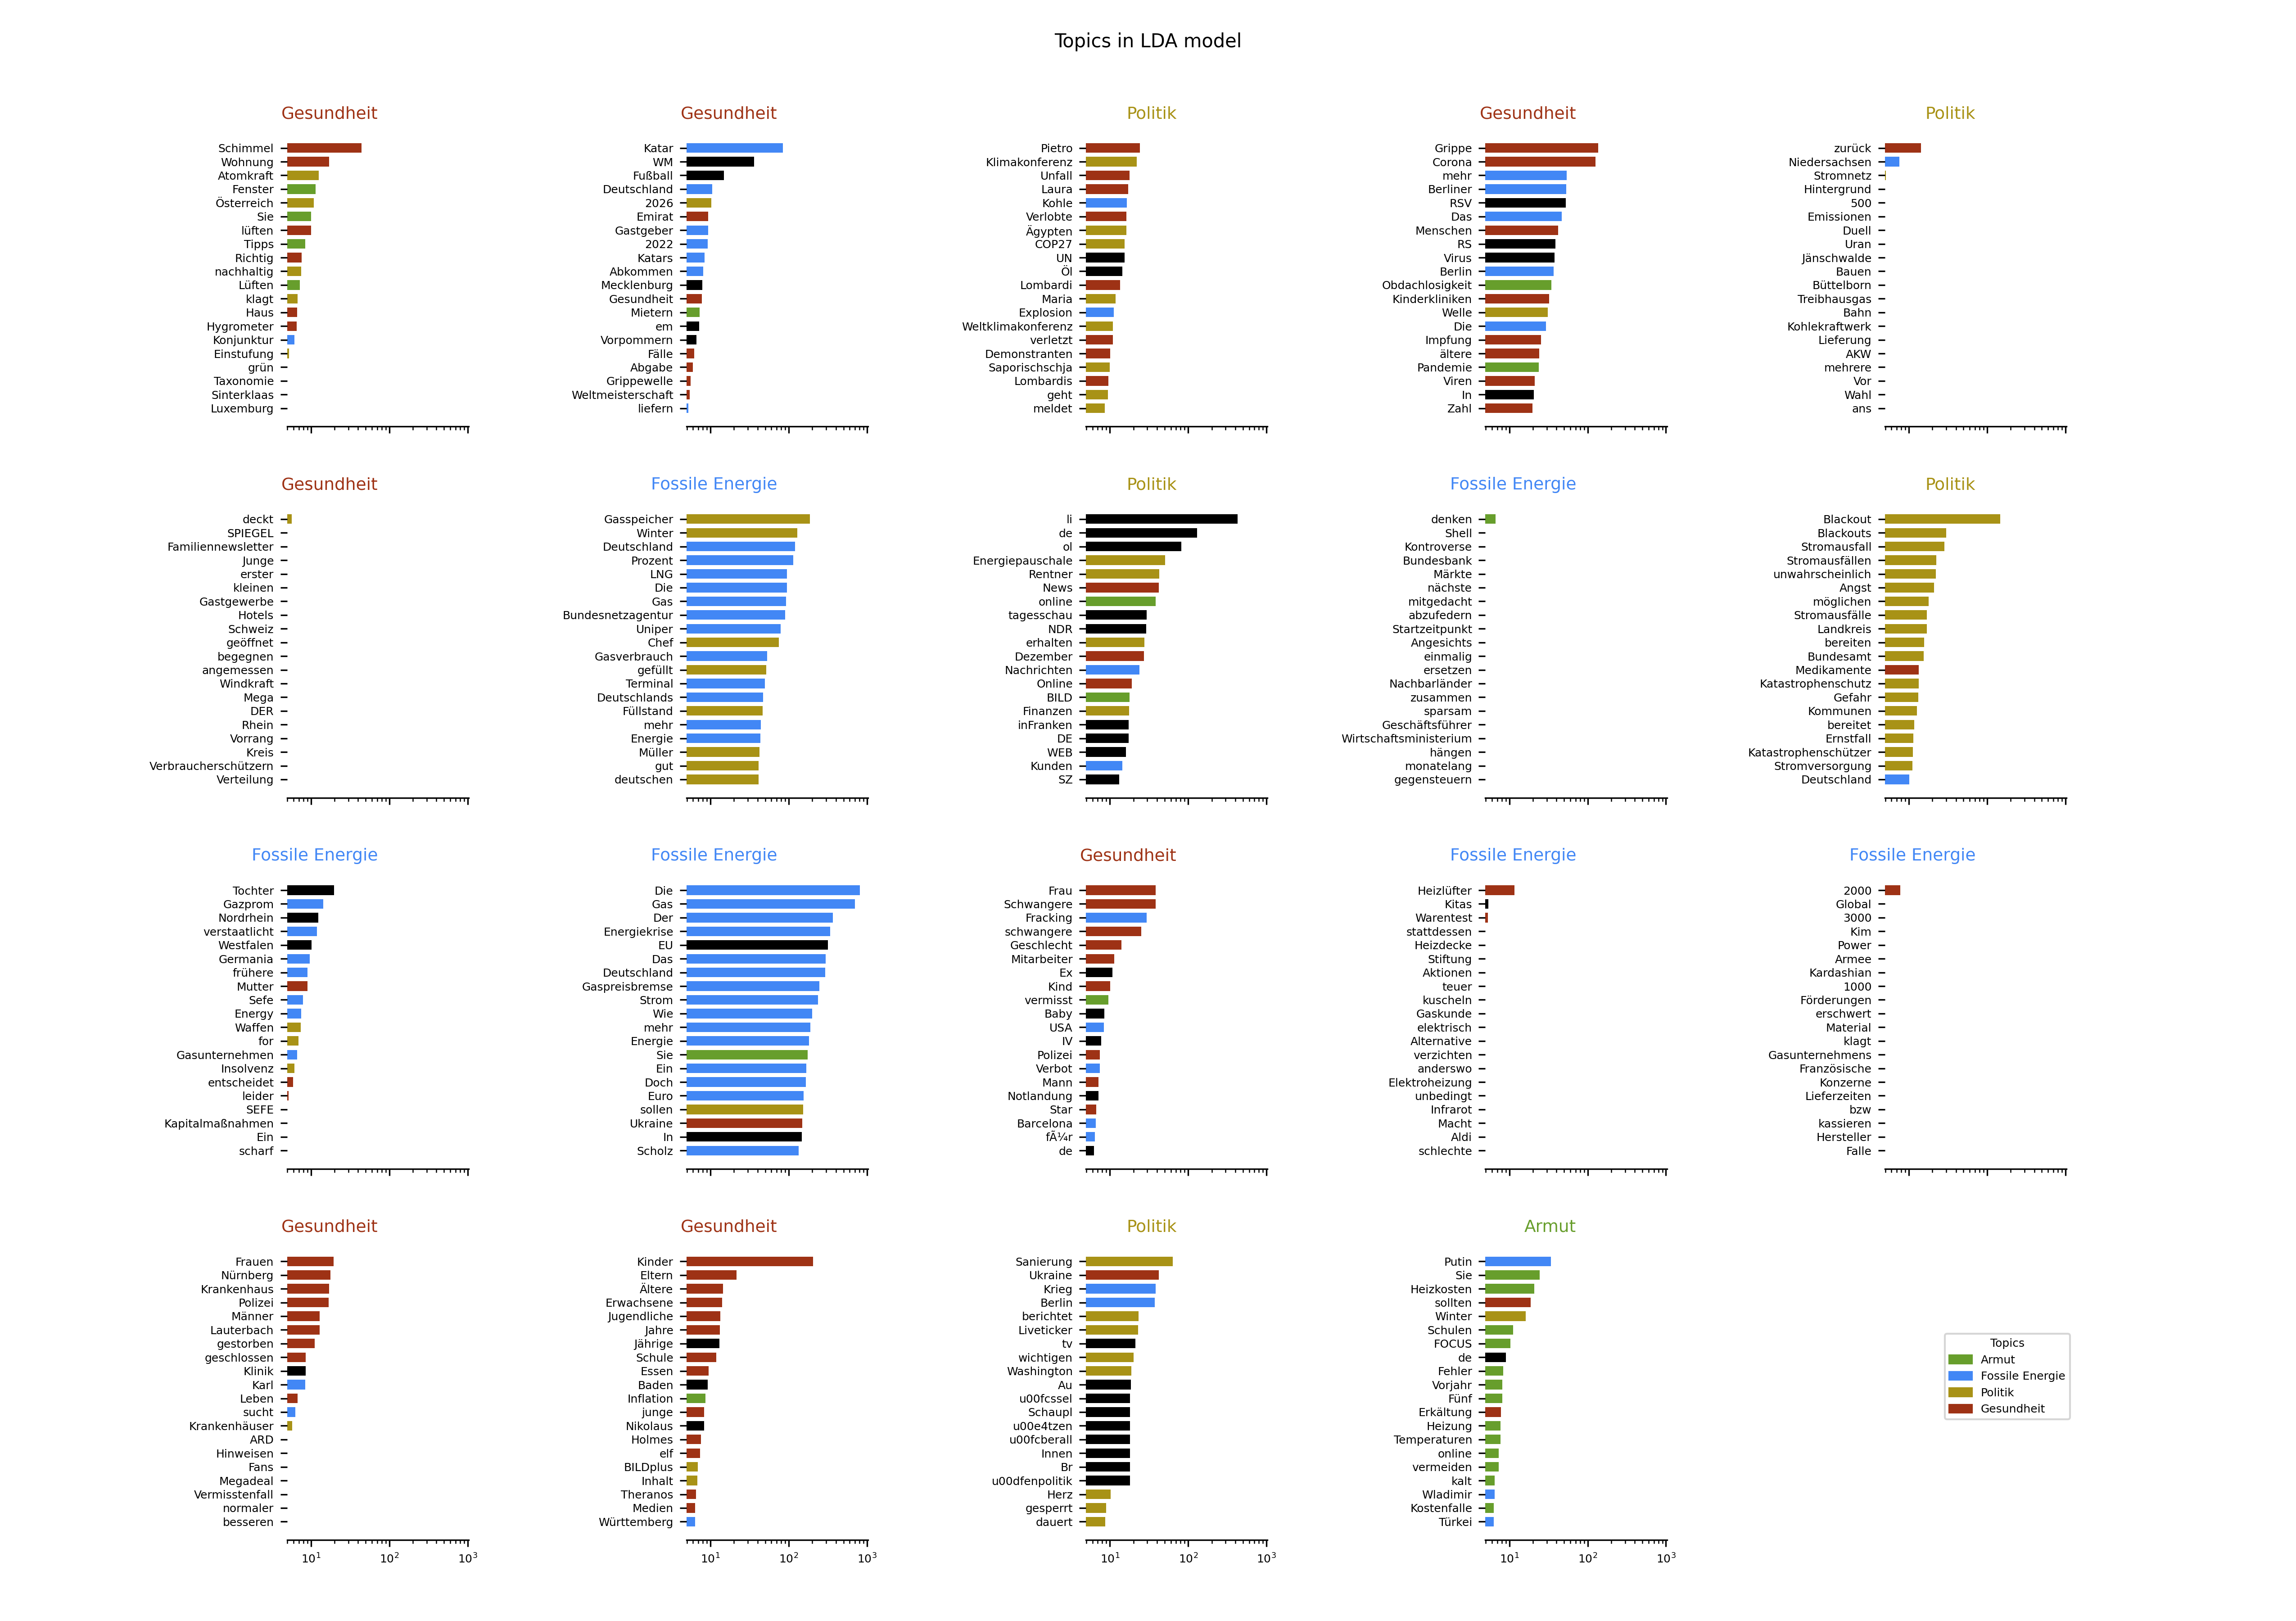 Topics in LDA model
Gesundheit
Schimmel
Wohnung
Atomkraft
Fenster
Österreich
Sie
lüften
Tipps
Richtig
nachhaltig
Lüften
klagt
Haus
Hygrometer
Konjunktur
Einstufung
grün
Taxonomie
Sinterklaas
Luxemburg
Gesundheit
Katar
WM
Fußball
Deutschland
2026
Emirat
Gastgeber
2022
Katars
Abkommen
Mecklenburg
Gesundheit
Mietern
em
Vorpommern
Fälle
Abgabe
Grippewelle
Weltmeisterschaft
liefern
Politik
Pietro
Klimakonferenz
Unfall
Laura
Kohle
Verlobte
Ägypten
COP27
UN
Öl
Lombardi
Maria
Explosion
Weltklimakonferenz
verletzt
Demonstranten
Saporischschja
Lombardis
geht
meldet
Gesundheit
Grippe
Corona
mehr
Berliner
RSV
Das
Menschen
RS
Virus
Berlin
Obdachlosigkeit
Kinderkliniken
Welle
Die
Impfung
ältere
Pandemie
Viren
In
Zahl
Politik
zurück
Niedersachsen
Stromnetz
Hintergrund
500
Emissionen
Duell
Uran
Jänschwalde
Bauen
Büttelborn
Treibhausgas
Bahn
Kohlekraftwerk
Lieferung
AKW
mehrere
Vor
Wahl
ans
Gesundheit
deckt
SPIEGEL
Familiennewsletter
Junge
erster
kleinen
Gastgewerbe
Hotels
Schweiz
geöffnet
begegnen
angemessen
Windkraft
Mega
DER
Rhein
Vorrang
Kreis
Verbraucherschützern
Verteilung
Fossile Energie
Gasspeicher
Winter
Deutschland
Prozent
LNG
Die
Gas
Bundesnetzagentur
Uniper
Chef
Gasverbrauch
gefüllt
Terminal
Deutschlands
Füllstand
mehr
Energie
Müller
gut
deutschen
Politik
li
de
ol
Energiepauschale
Rentner
News
online
tagesschau
NDR
erhalten
Dezember
Nachrichten
Online
BILD
Finanzen
inFranken
DE
WEB
Kunden
SZ
Fossile Energie
denken
Shell
Kontroverse
Bundesbank
Märkte
nächste
mitgedacht
abzufedern
Startzeitpunkt
Angesichts
einmalig
ersetzen
Nachbarländer
zusammen
sparsam
Geschäftsführer
Wirtschaftsministerium
hängen
monatelang
gegensteuern
Politik
Blackout
Blackouts
Stromausfall
Stromausfällen
unwahrscheinlich
Angst
möglichen
Stromausfälle
Landkreis
bereiten
Bundesamt
Medikamente
Katastrophenschutz
Gefahr
Kommunen
bereitet
Ernstfall
Katastrophenschützer
Stromversorgung
Deutschland
Fossile Energie
Tochter
Gazprom
Nordrhein
verstaatlicht
Westfalen
Germania
frühere
Mutter
Sefe
Energy
Waffen
for
Gasunternehmen
Insolvenz
entscheidet
leider
SEFE
Kapitalmaßnahmen
Ein
scharf
Fossile Energie
Die
Gas
Der
Energiekrise
EU
Das
Deutschland
Gaspreisbremse
Strom
Wie
mehr
Energie
Sie
Ein
Doch
Euro
sollen
Ukraine
In
Scholz
Gesundheit
Frau
Schwangere
Fracking
schwangere
Geschlecht
Mitarbeiter
Ex
Kind
vermisst
Baby
USA
IV
Polizei
Verbot
Mann
Notlandung
Star
Barcelona
fÃ¼r
de
Fossile Energie
Heizlüfter
Kitas
Warentest
stattdessen
Heizdecke
Stiftung
Aktionen
teuer
kuscheln
Gaskunde
elektrisch
Alternative
verzichten
anderswo
Elektroheizung
unbedingt
Infrarot
Macht
Aldi
schlechte
Fossile Energie
2000
Global
3000
Kim
Power
Armee
Kardashian
1000
Förderungen
erschwert
Material
klagt
Gasunternehmens
Französische
Konzerne
Lieferzeiten
bzw
kassieren
Hersteller
Falle
Gesundheit
Frauen
Nürnberg
Krankenhaus
Polizei
Männer
Lauterbach
gestorben
geschlossen
Klinik
Karl
Leben
sucht
Krankenhäuser
ARD
Hinweisen
Fans
Megadeal
Vermisstenfall
normaler
besseren
10¹ 10² 10³
Gesundheit
Kinder
Eltern
Ältere
Erwachsene
Jugendliche
Jahre
Jährige
Schule
Essen
Baden
Inflation
junge
Nikolaus
Holmes
elf
BILDplus
Inhalt
Theranos
Medien
Württemberg
10¹ 10² 10³
Politik
Sanierung
Ukraine
Krieg
Berlin
berichtet
Liveticker
tv
wichtigen
Washington
Au
u00fcssel
Schaupl
u00e4tzen
u00fcberall
Innen
Br
u00dfenpolitik
Herz
gesperrt
dauert
10¹ 10² 10³
Armut
Putin
Sie
Heizkosten
sollten
Winter
Schulen
FOCUS
de
Fehler
Vorjahr
Fünf
Erkältung
Heizung
Temperaturen
online
vermeiden
kalt
Wladimir
Kostenfalle
Türkei
10¹ 10² 10³
Topics
Armut
Fossile Energie
Politik
Gesundheit